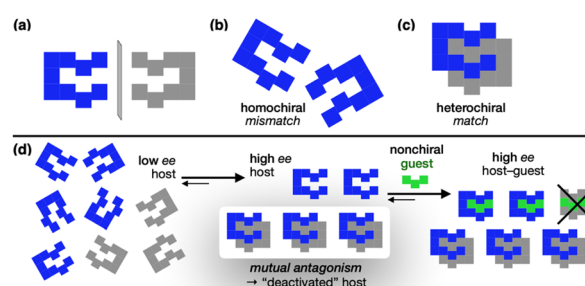 (a)
(b)
(c)
homochiral
mismatch
heterochiral
match
(d)
low ee
host
high ee
host
nonchiral
guest
high ee
host–guest
mutual antagonism
→ "deactivated" host